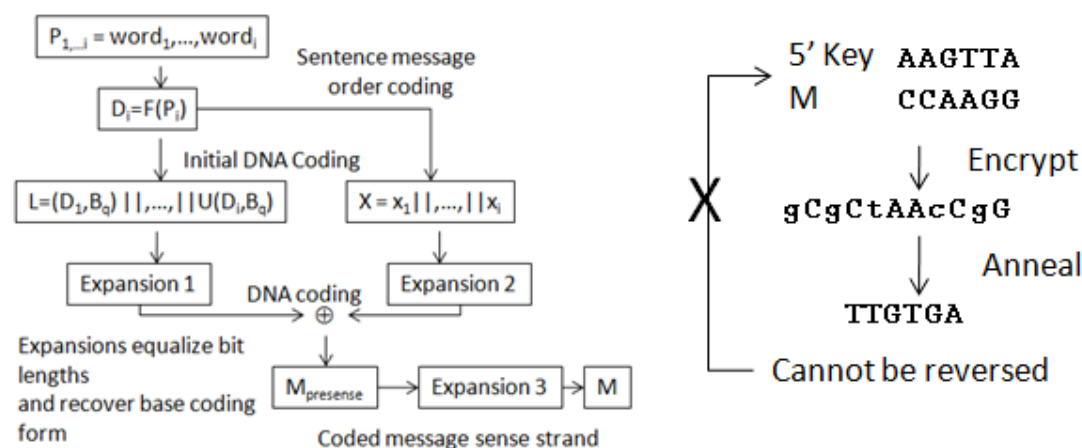 P1,...i = word1,...,wordi
Sentence message
order coding
Di=F(Pi)
Initial DNA Coding
L=(D1,Bq) ||,...,||U(Di,Bq)
X = x1||,...,||xi
Expansion 1
DNA coding
Expansion 2
⊕
Expansions equalize bit
lengths
and recover base coding
form
Mpresense
Expansion 3
M
Coded message sense strand
5' Key AAGTTA
M CCAAGG
Encrypt
X
gCgCtAAcCgG
Anneal
TTGTGA
Cannot be reversed